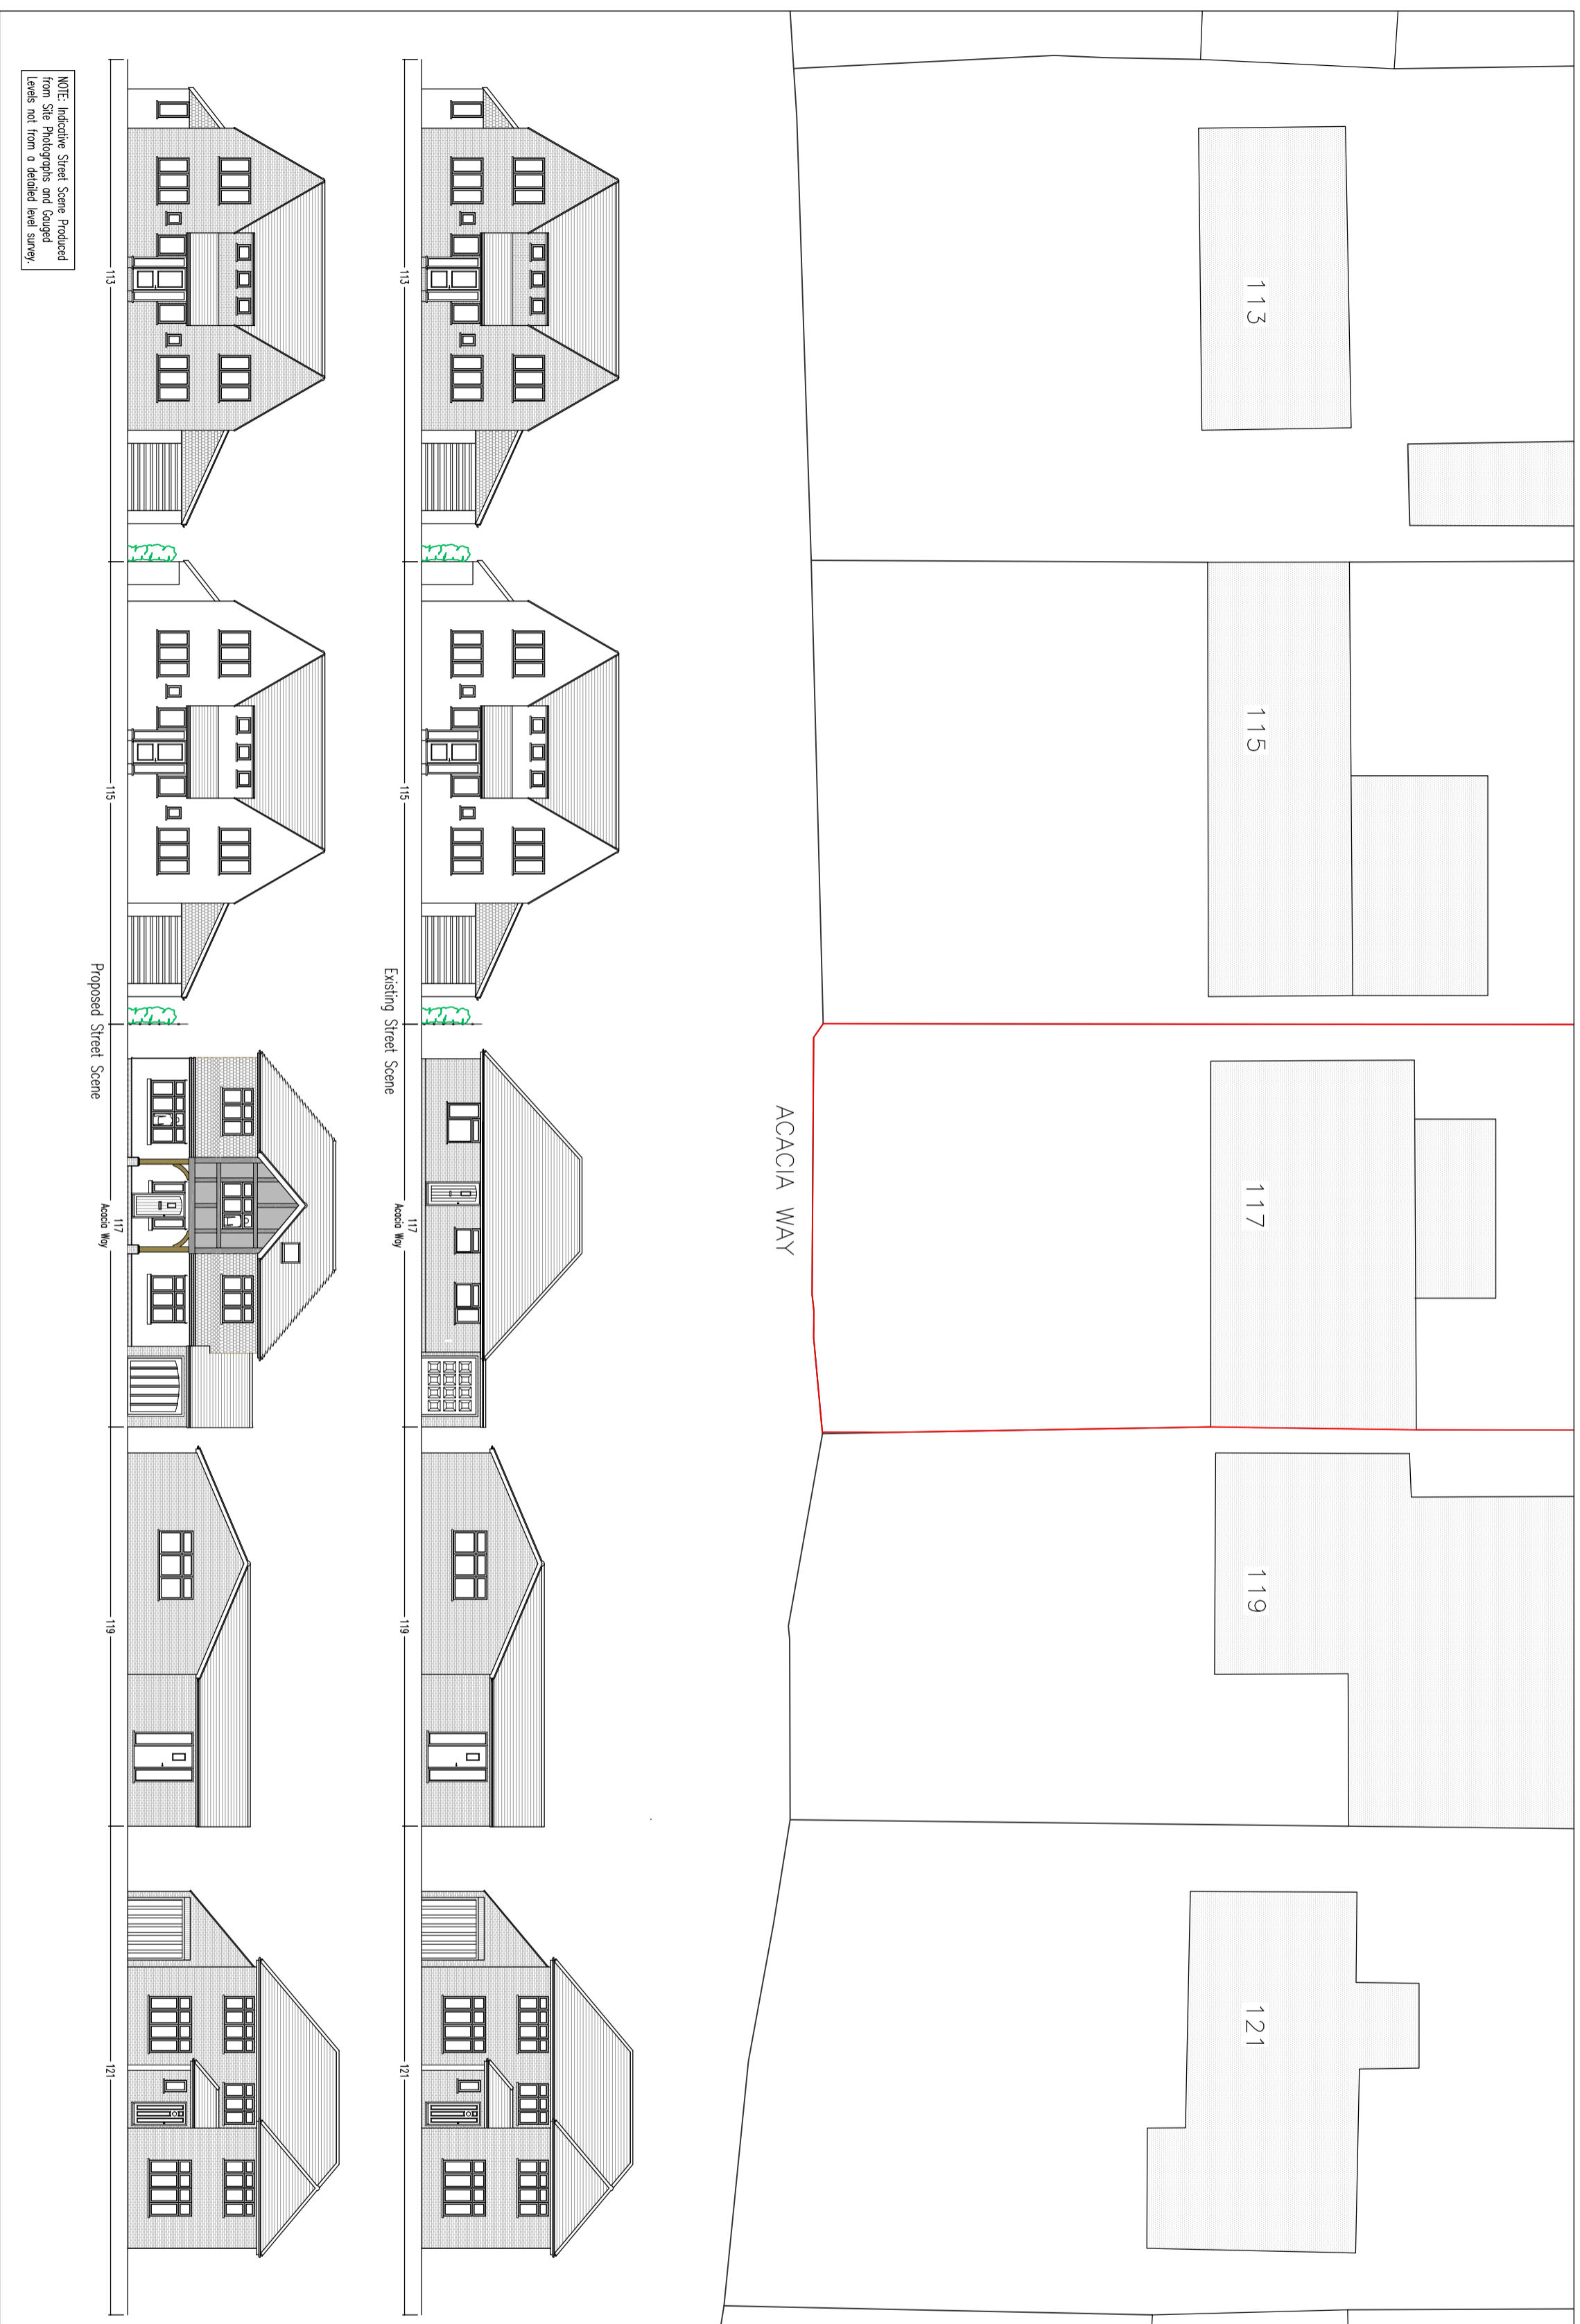 113
115
117
119
121
ACACIA WAY
113
115
117
Acacia Way
119
121
Existing Street Scene
113
115
117
Acacia Way
119
121
Proposed Street Scene
NOTE: Indicative Street Scene Produced
from Site Photographs and Gauged
Levels not from a detailed level survey.